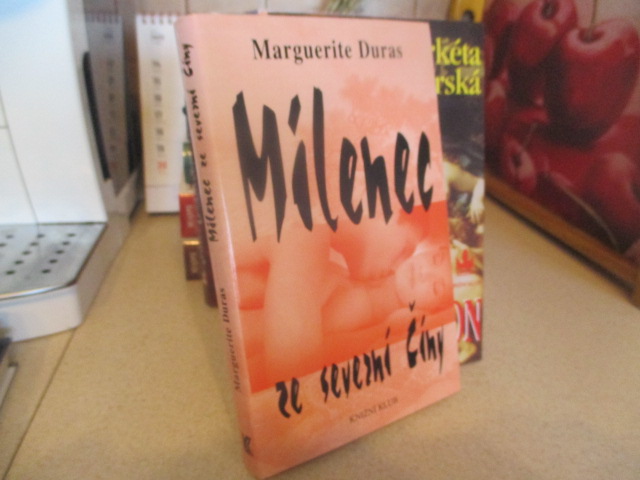 Marguerite Duras
Milenec
ze severní Číny
KNIŽNÍ KLUB
Milenec ze severní Číny
Marguerite Duras
rkéta
rská
ON